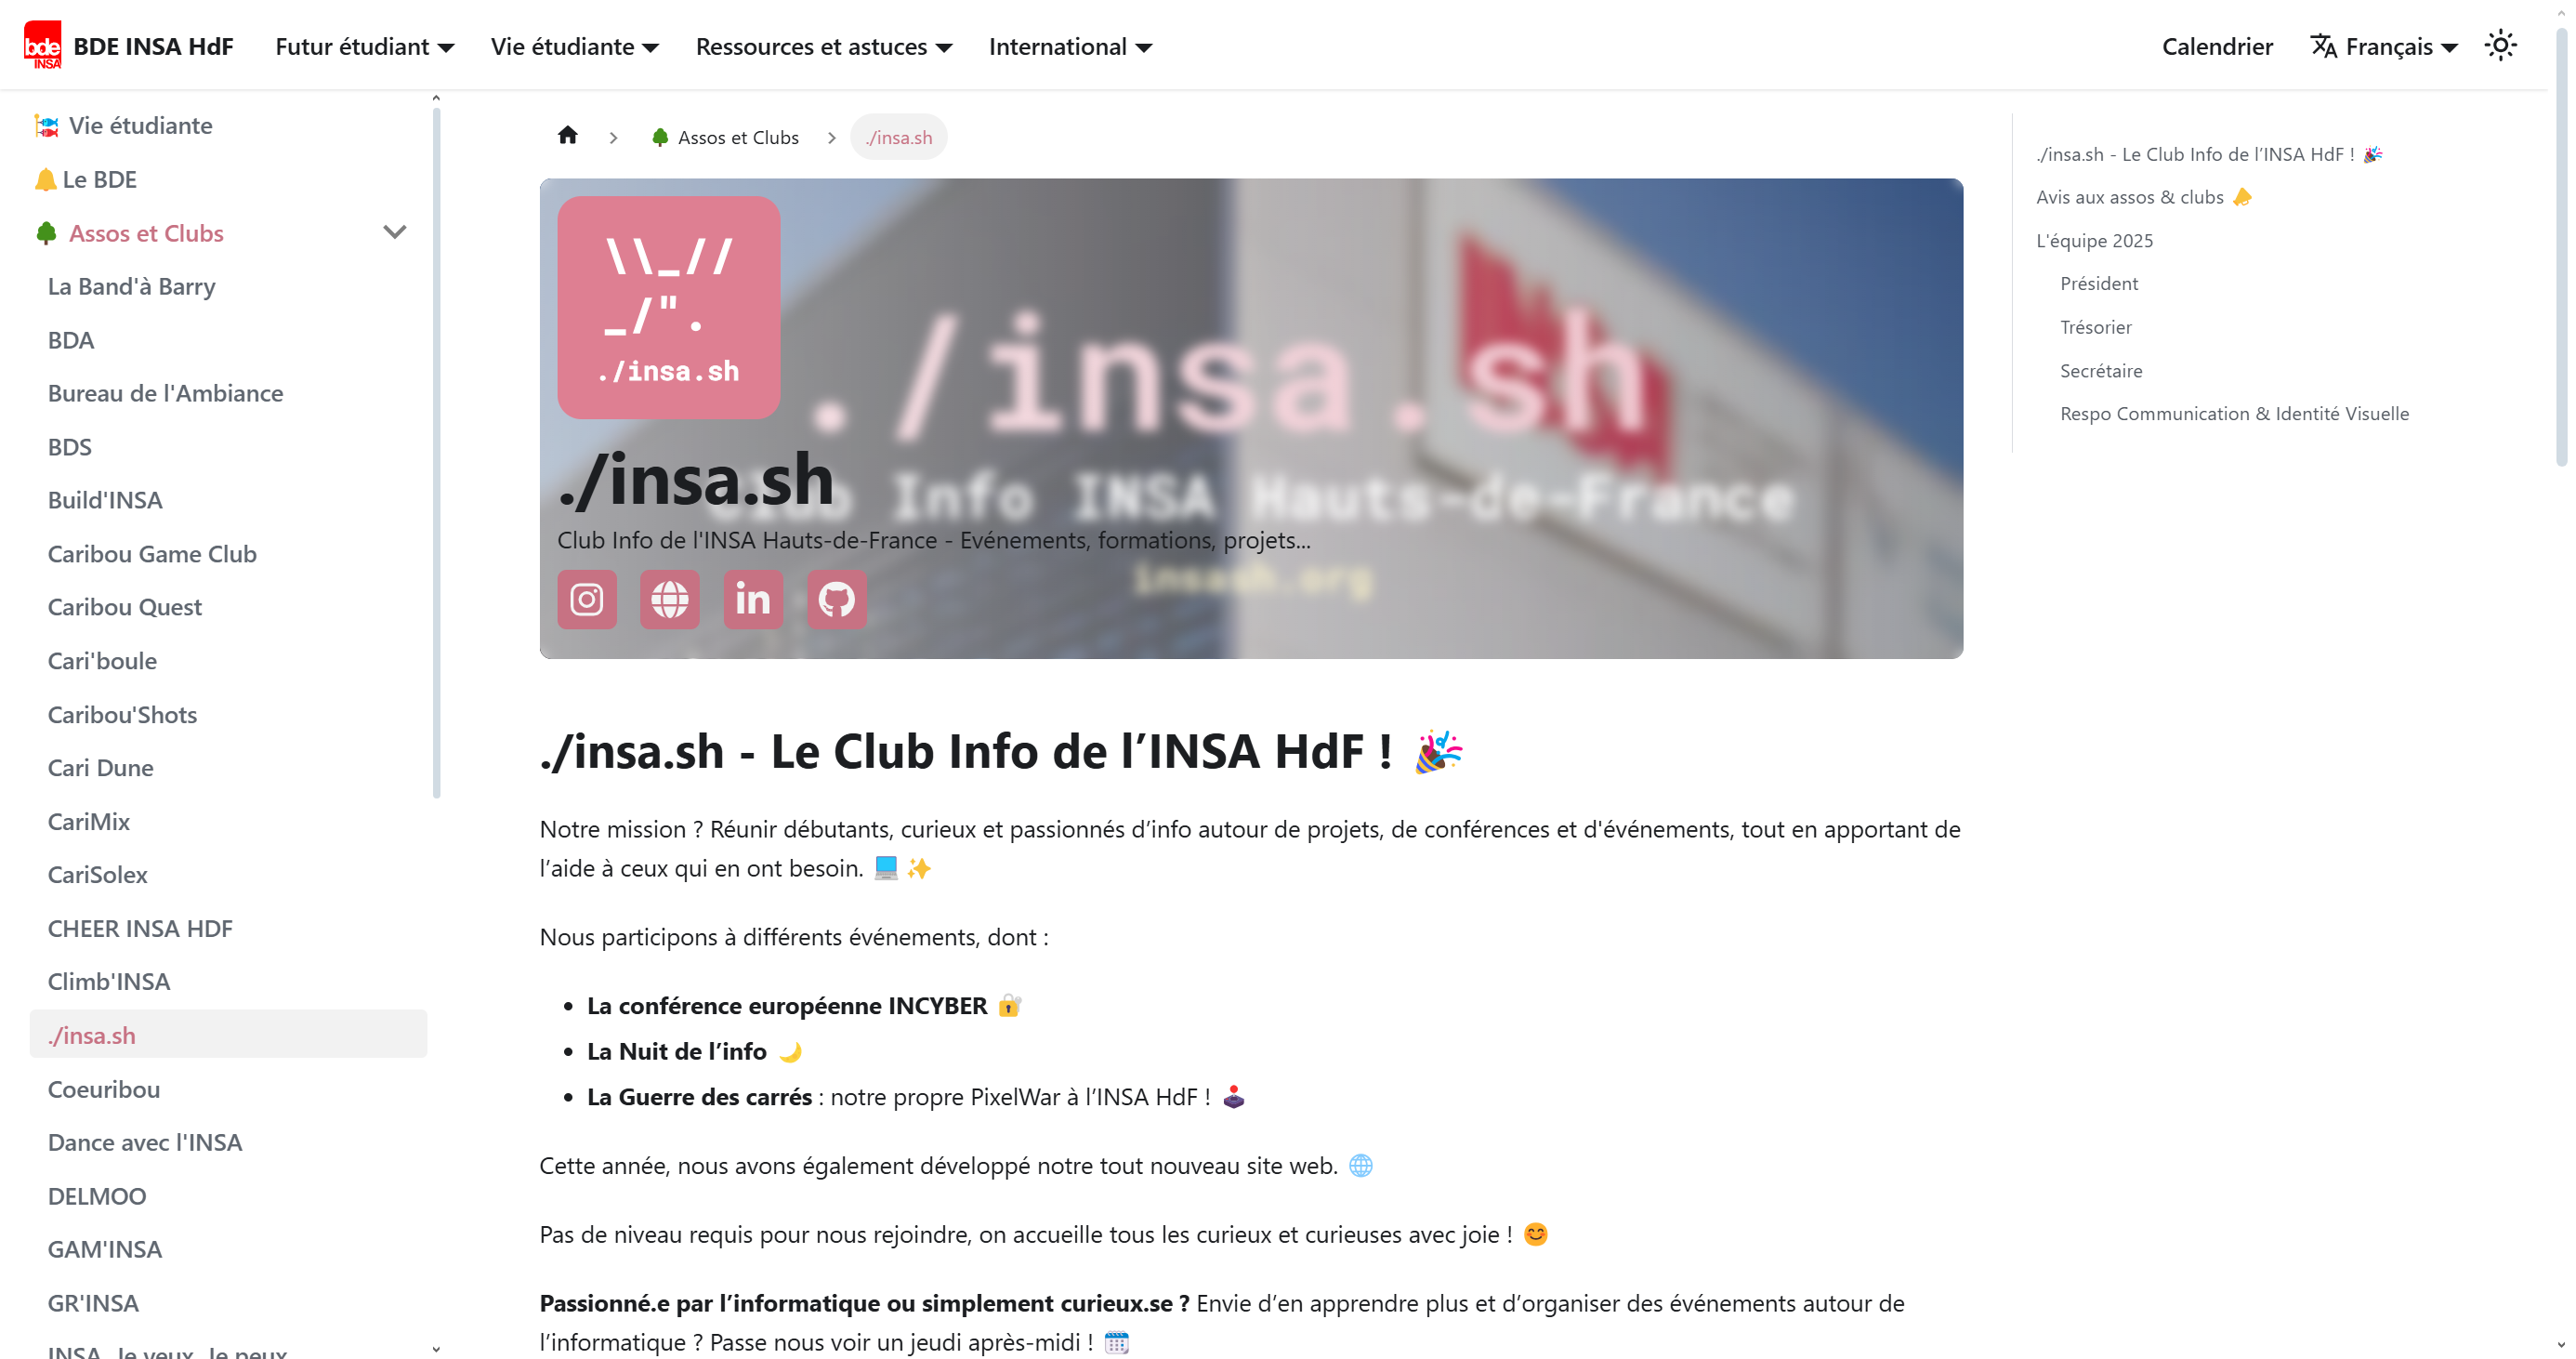 bde
INSA
BDE INSA HdF
Futur étudiant
Vie étudiante
Ressources et astuces
International
Calendrier
Français
Vie étudiante
Le BDE
Assos et Clubs
La Band'à Barry
BDA
Bureau de l'Ambiance
BDS
Build'INSA
Caribou Game Club
Caribou Quest
Cari'boule
Caribou'Shots
Cari Dune
CariMix
CariSolex
CHEER INSA HDF
Climb'INSA
./insa.sh
Coeuribou
Dance avec l'INSA
DELMOO
GAM'INSA
GR'INSA
INSA, Je veux, Je peux
Assos et Clubs
./insa.sh
\\_//
_/".
./insa.sh
./insa.sh
Club Info INSA Hauts-de-France
insash.org
./insa.sh
Club Info de l'INSA Hauts-de-France - Evénements, formations, projets...
./insa.sh - Le Club Info de l’INSA HdF ! 🎉
Notre mission ? Réunir débutants, curieux et passionnés d’info autour de projets, de conférences et d'événements, tout en apportant de
l’aide à ceux qui en ont besoin. 💻 ✨
Nous participons à différents événements, dont :
• La conférence européenne INCYBER 🔐
• La Nuit de l’info 🌙
• La Guerre des carrés : notre propre PixelWar à l’INSA HdF ! 🕹️
Cette année, nous avons également développé notre tout nouveau site web. 🌐
Pas de niveau requis pour nous rejoindre, on accueille tous les curieux et curieuses avec joie ! 😊
Passionné.e par l’informatique ou simplement curieux.se ? Envie d’en apprendre plus et d’organiser des événements autour de
l’informatique ? Passe nous voir un jeudi après-midi ! 🗓️
./insa.sh - Le Club Info de l’INSA HdF ! 🎉
Avis aux assos & clubs 📣
L'équipe 2025
Président
Trésorier
Secrétaire
Respo Communication & Identité Visuelle